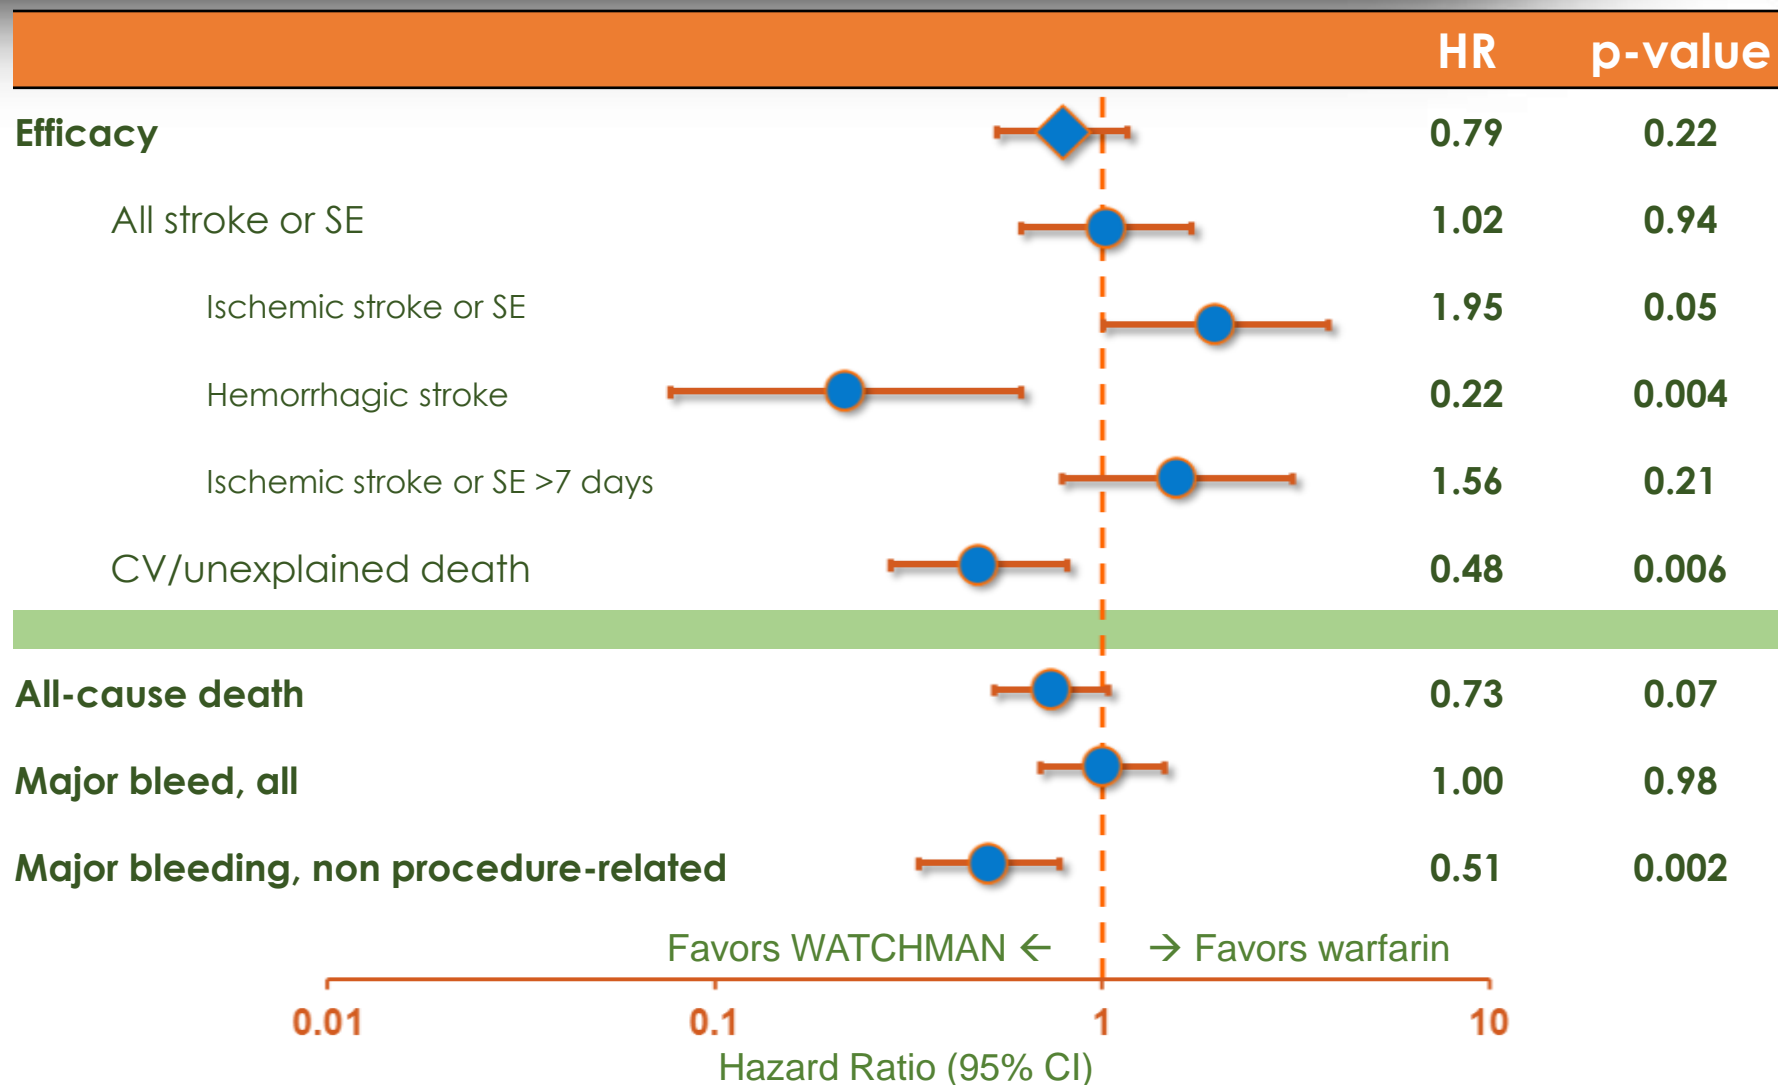 HR p-value
Efficacy 0.79 0.22
All stroke or SE 1.02 0.94
Ischemic stroke or SE 1.95 0.05
Hemorrhagic stroke 0.22 0.004
Ischemic stroke or SE >7 days 1.56 0.21
CV/unexplained death 0.48 0.006
All-cause death 0.73 0.07
Major bleed, all 1.00 0.98
Major bleeding, non procedure-related 0.51 0.002
Favors WATCHMAN ← → Favors warfarin
0.01 0.1 1 10
Hazard Ratio (95% CI)